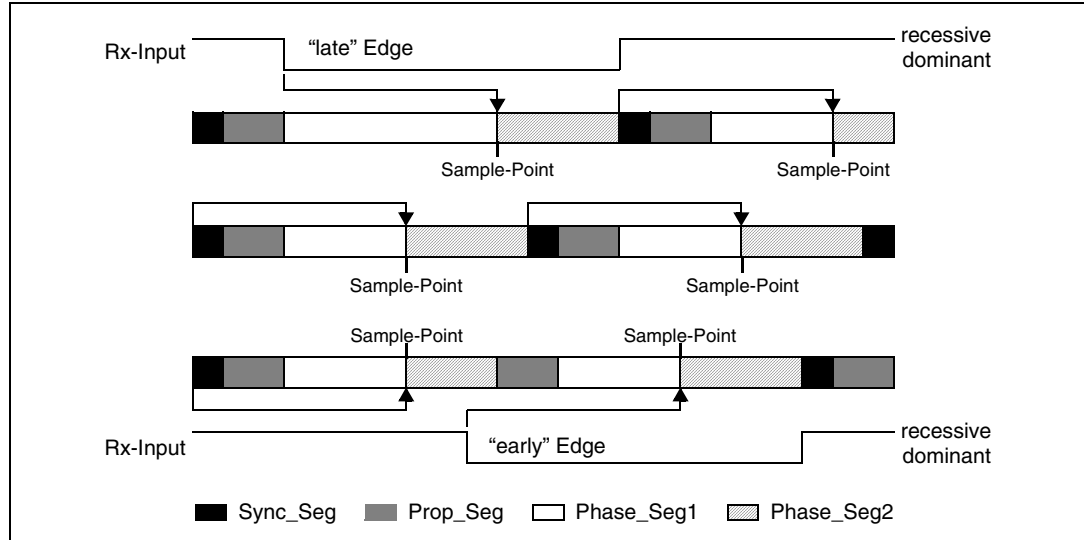 Rx-Input
“late” Edge
recessive
dominant
Sample-Point
Sample-Point
Sample-Point
Sample-Point
Sample-Point
Sample-Point
Rx-Input
“early” Edge
recessive
dominant
Sync_Seg
Prop_Seg
Phase_Seg1
Phase_Seg2